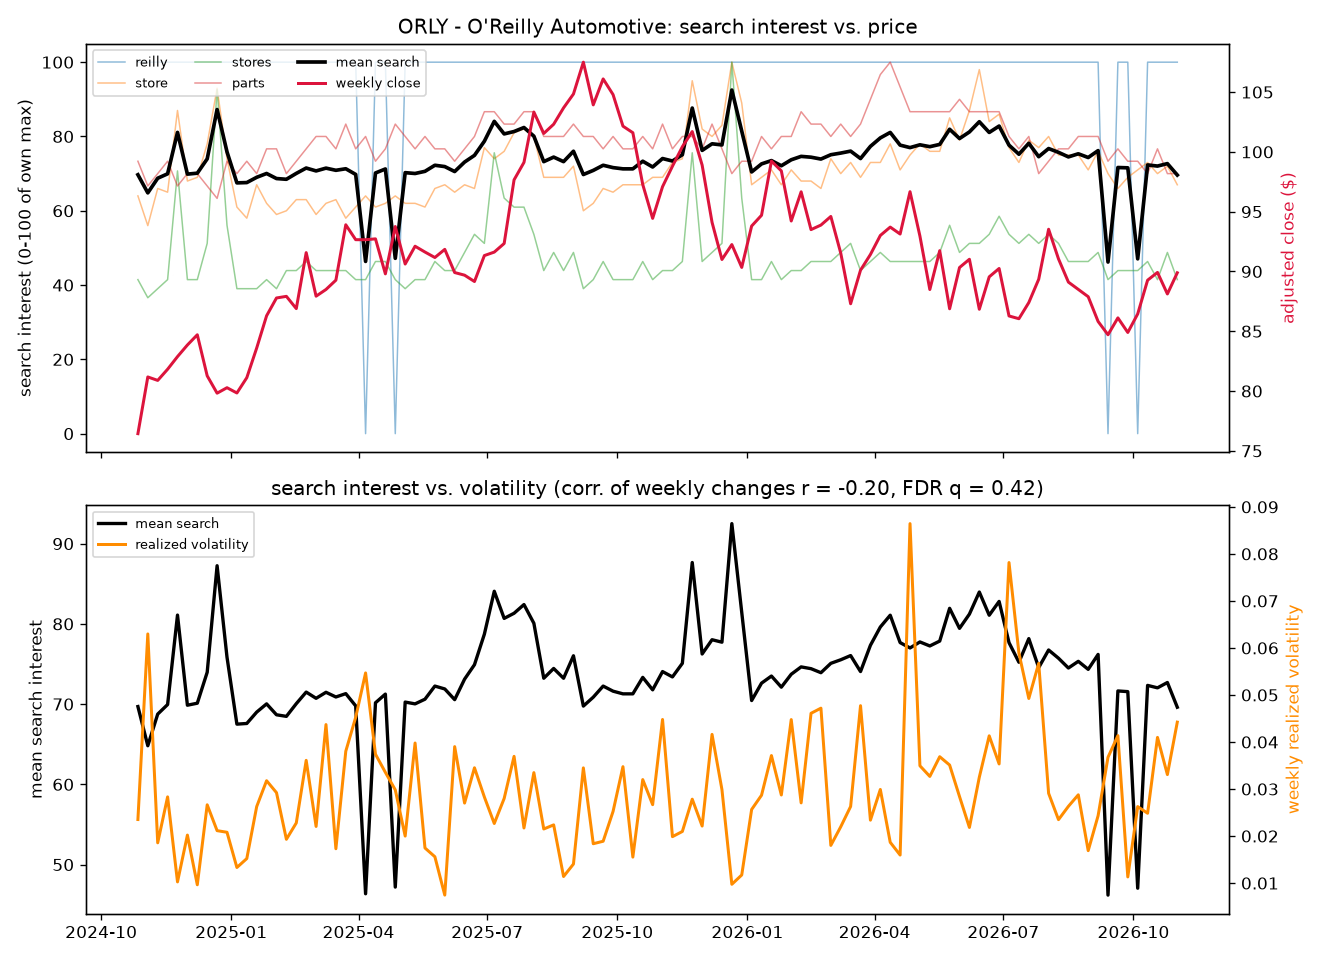 ORLY - O'Reilly Automotive: search interest vs. price
reilly
store
stores
parts
mean search
weekly close
search interest (0-100 of own max)
100
80
60
40
20
0
105
100
95
90
85
80
75
adjusted close ($)
search interest vs. volatility (corr. of weekly changes r = -0.20, FDR q = 0.42)
mean search
realized volatility
mean search interest
90
80
70
60
50
0.09
0.08
0.07
0.06
0.05
0.04
0.03
0.02
0.01
weekly realized volatility
2024-10
2025-01
2025-04
2025-07
2025-10
2026-01
2026-04
2026-07
2026-10